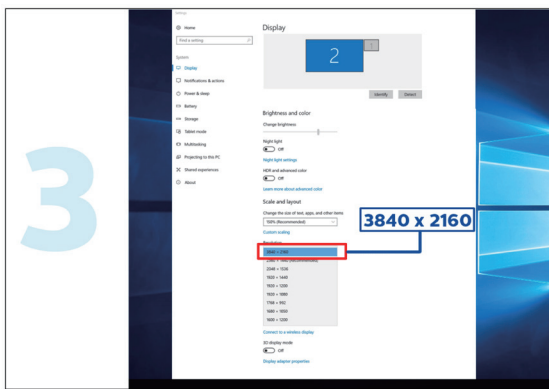 3
Settings
Home
Find a setting
System
Display
Notifications & actions
Power & sleep
Battery
Storage
Tablet mode
Multitasking
Projecting to this PC
Shared experiences
About
Display
2
1
Identify Detect
Brightness and color
Change brightness
Night light
Off
Night light settings
HDR and advanced color
Off
Learn more about advanced color
Scale and layout
Change the size of text, apps, and other items
100% (Recommended)
Custom scaling
Resolution
3840 × 2160
3840 x 2160
(Recommended)
1920 × 1440
1920 × 1200
1920 × 1080
1680 × 1050
1600 × 1200
Connect to a wireless display
3D display mode
Off
Display adapter properties